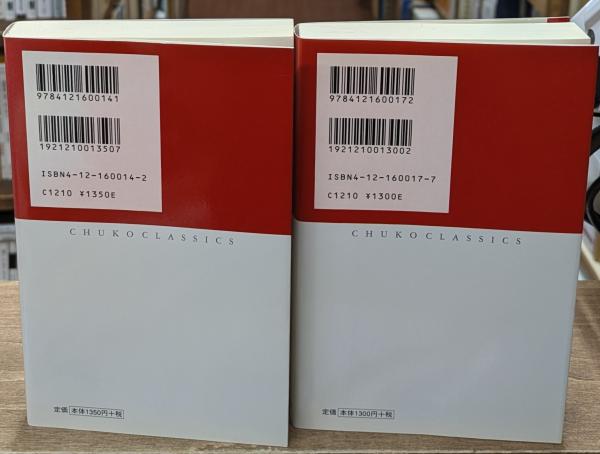 9784121600141
1921210013507
ISBN4-12-160014-2
C1210 ¥1350E
CHUKOCLASSICS
定価 本体1350円+税
9784121600172
1921210013002
ISBN4-12-160017-7
C1210 ¥1300E
CHUKOCLASSICS
定価 本体1300円+税